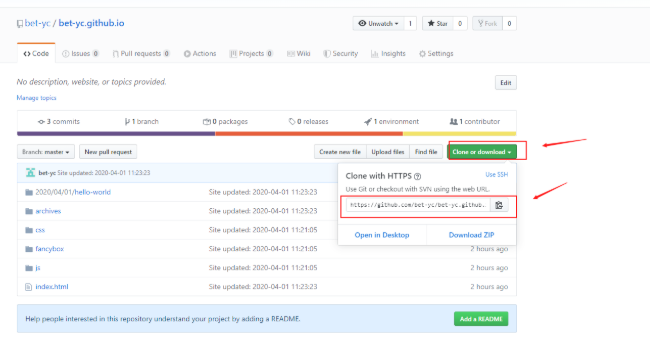 bet-yc / bet-yc.github.io
Unwatch 1 Star 0 Fork 0
Code Issues 0 Pull requests 0 Actions Projects 0 Wiki Security Insights Settings
No description, website, or topics provided.
Edit
Manage topics
3 commits 1 branch 0 packages 0 releases 1 environment 1 contributor
Branch: master New pull request Create new file Upload files Find file Clone or download
bet-yc Site updated: 2020-04-01 11:23:23
Clone with HTTPS Use SSH
Use Git or checkout with SVN using the web URL.
https://github.com/bet-yc/bet-yc.github.
Open in Desktop Download ZIP
2020/04/01/hello-world Site updated: 2020-04-01 11:23:23
archives Site updated: 2020-04-01 11:23:23
css Site updated: 2020-04-01 11:21:05
fancybox Site updated: 2020-04-01 11:21:05 2 hours ago
js Site updated: 2020-04-01 11:21:05 2 hours ago
index.html Site updated: 2020-04-01 11:23:23 2 hours ago
Help people interested in this repository understand your project by adding a README. Add a README